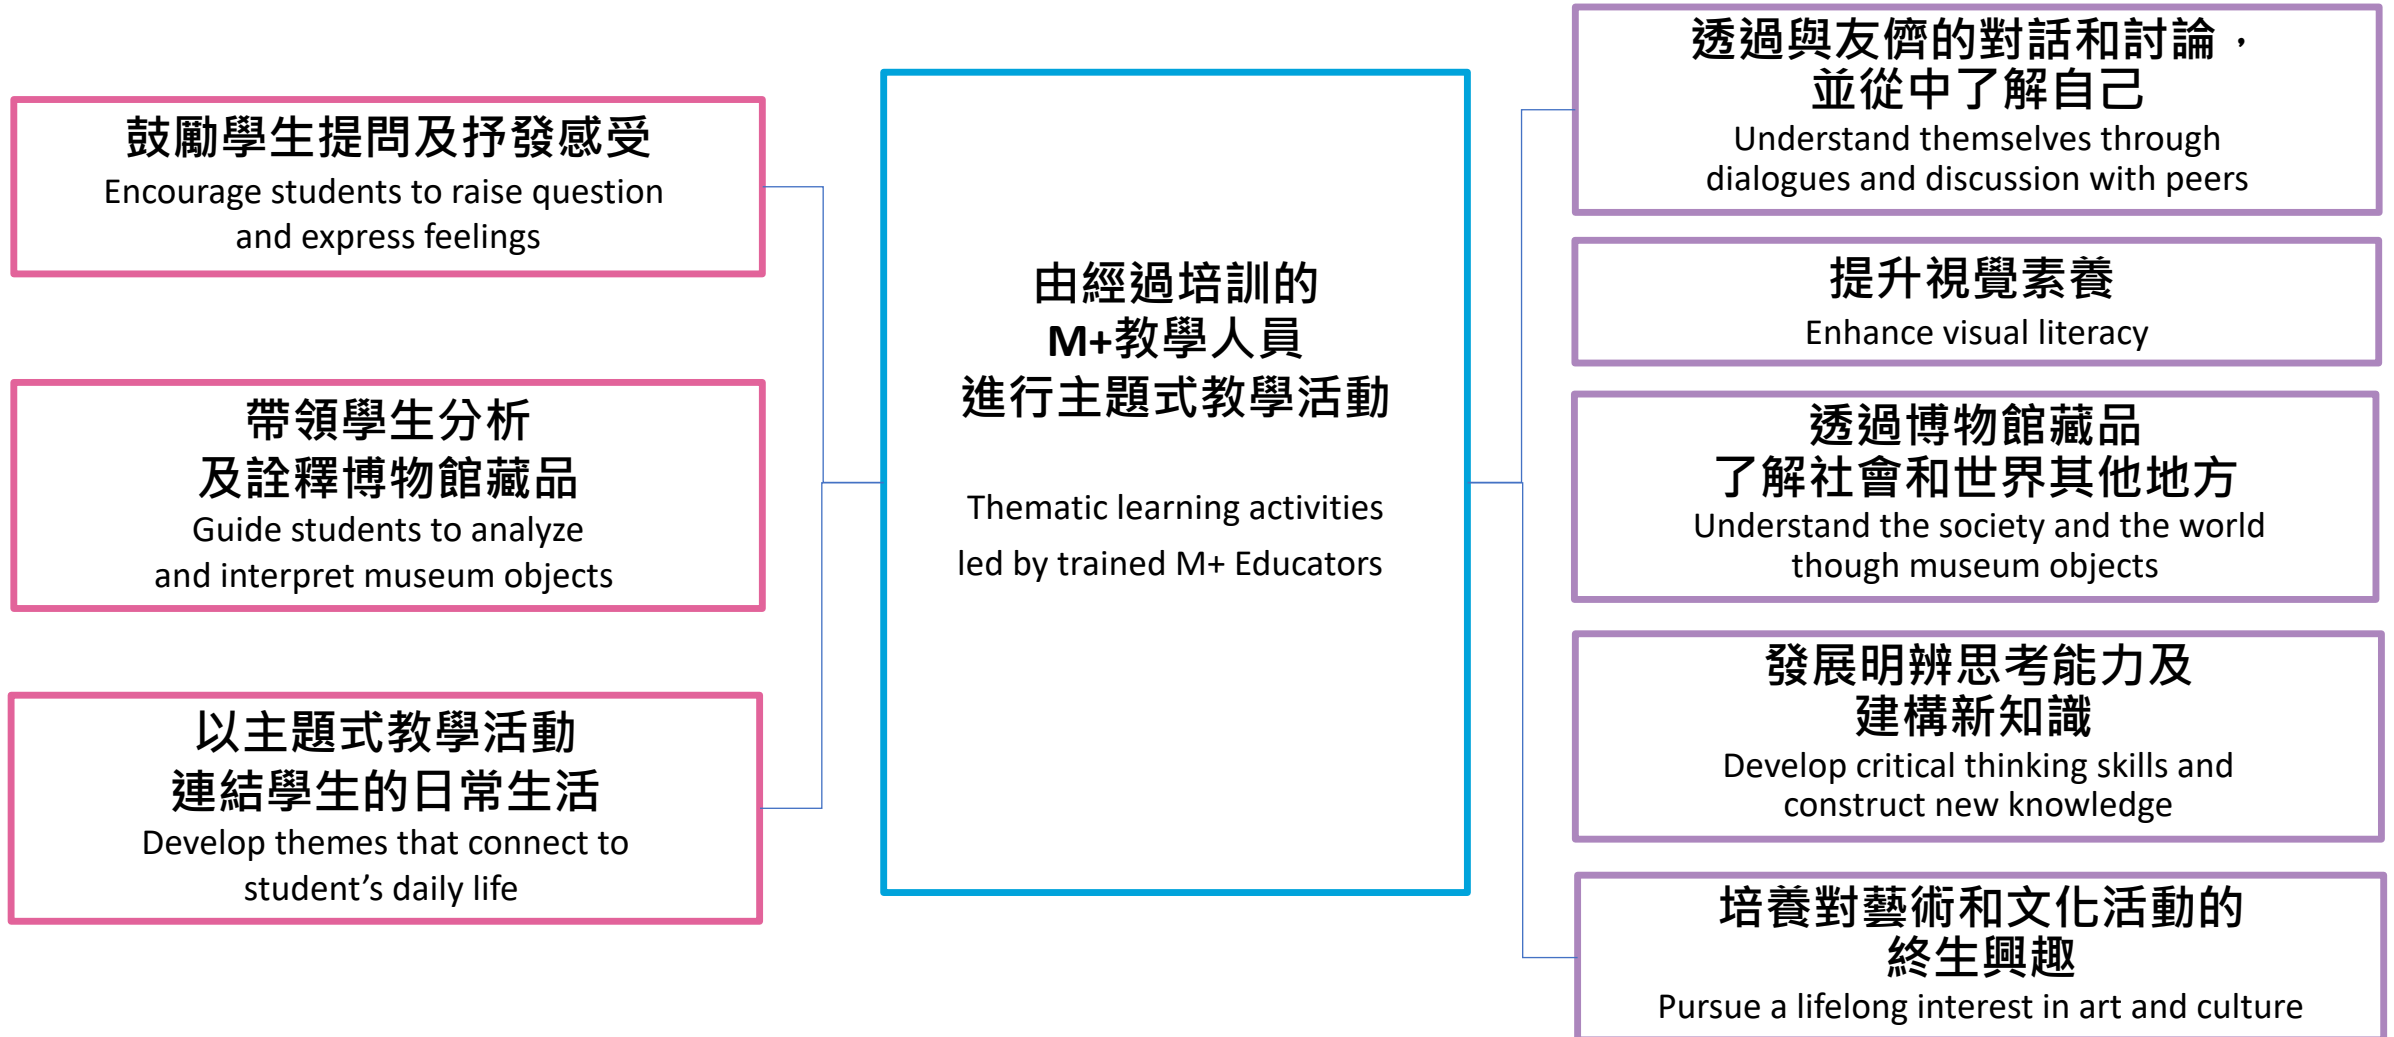 鼓勵學生提問及抒發感受
Encourage students to raise question
and express feelings
帶領學生分析
及詮釋博物館藏品
Guide students to analyze
and interpret museum objects
以主題式教學活動
連結學生的日常生活
Develop themes that connect to
student’s daily life
由經過培訓的
M+教學人員
進行主題式教學活動
Thematic learning activities
led by trained M+ Educators
透過與友儕的對話和討論，
並從中了解自己
Understand themselves through
dialogues and discussion with peers
提升視覺素養
Enhance visual literacy
透過博物館藏品
了解社會和世界其他地方
Understand the society and the world
though museum objects
發展明辨思考能力及
建構新知識
Develop critical thinking skills and
construct new knowledge
培養對藝術和文化活動的
終生興趣
Pursue a lifelong interest in art and culture